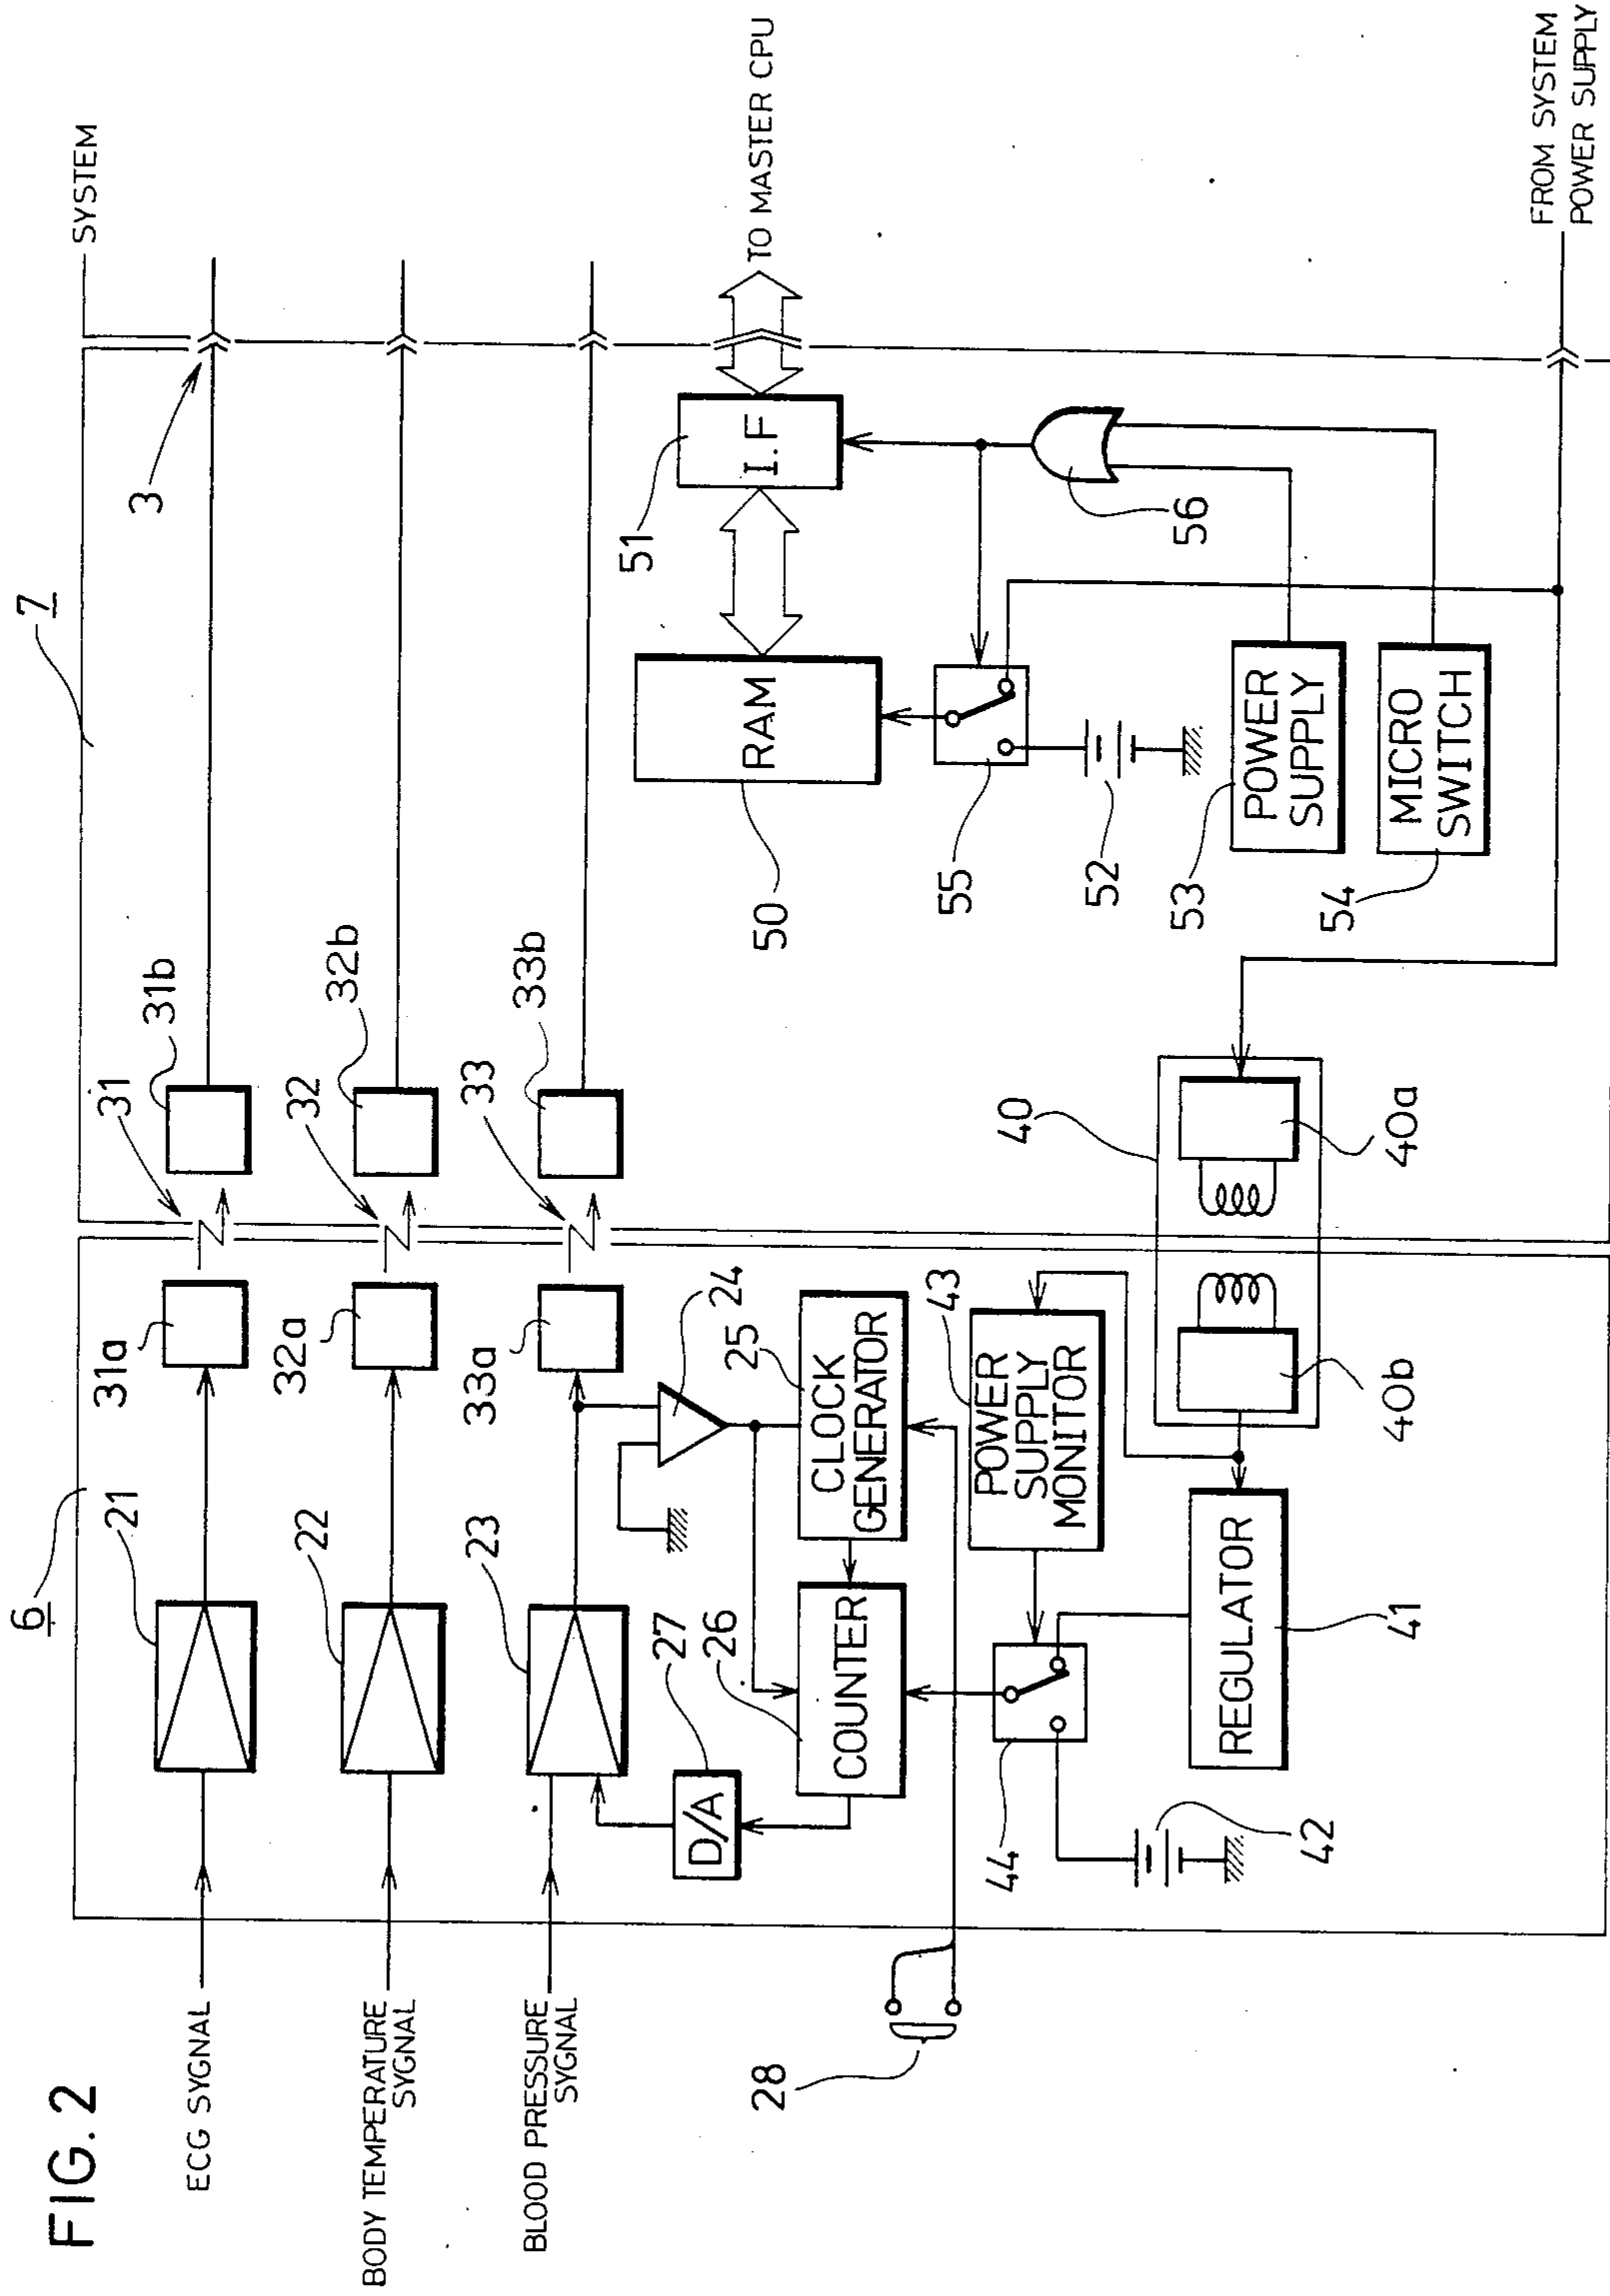 FIG. 2
SYSTEM
7
6
3
31
31b
31a
21
ECG SYGNAL
32
32b
32a
22
BODY TEMPERATURE
SYGNAL
33
33b
33a
23
BLOOD PRESSURE
SYGNAL
24
25
CLOCK
GENERATOR
26
COUNTER
27
D/A
28
51
I.F
TO MASTER CPU
50
RAM
55
52
56
53
POWER
SUPPLY
54
MICRO
SWITCH
FROM SYSTEM
POWER SUPPLY
40
40a
40b
43
POWER
SUPPLY
MONITOR
44
42
REGULATOR
41